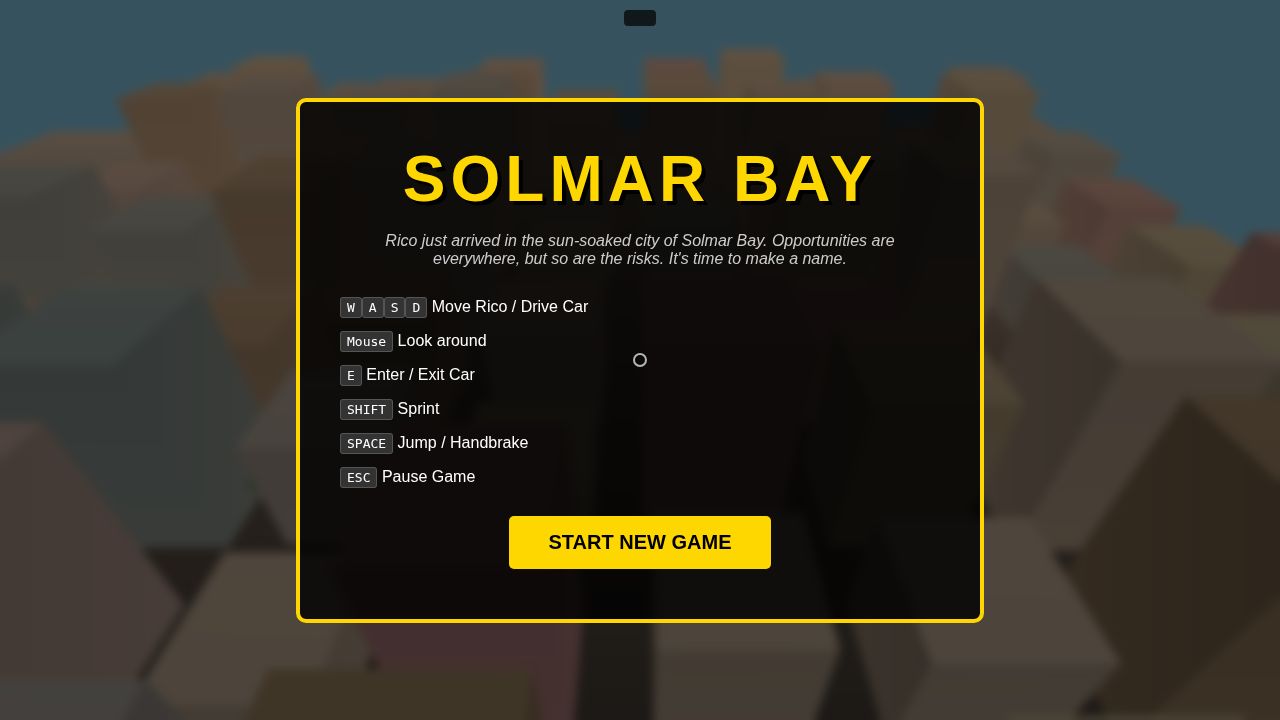 SOLMAR BAY
Rico just arrived in the sun-soaked city of Solmar Bay. Opportunities are
everywhere, but so are the risks. It's time to make a name.
W A S D Move Rico / Drive Car
Mouse Look around
E Enter / Exit Car
SHIFT Sprint
SPACE Jump / Handbrake
ESC Pause Game
START NEW GAME